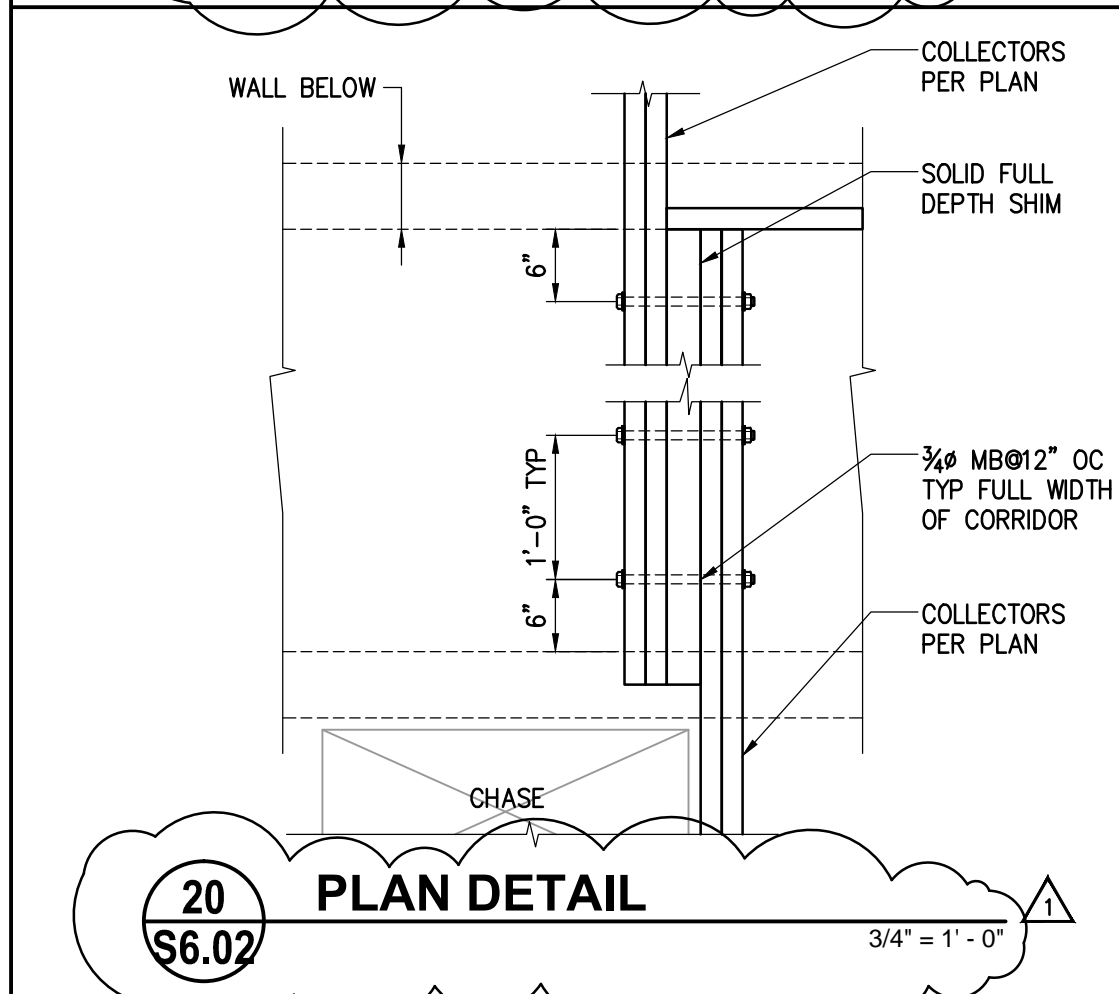 COLLECTORS
PER PLAN
WALL BELOW
SOLID FULL
DEPTH SHIM
6"
¾ø MB@12" OC
TYP FULL WIDTH
OF CORRIDOR
1'-0" TYP
6"
COLLECTORS
PER PLAN
CHASE
20
S6.02
PLAN DETAIL
3/4" = 1' - 0"
1